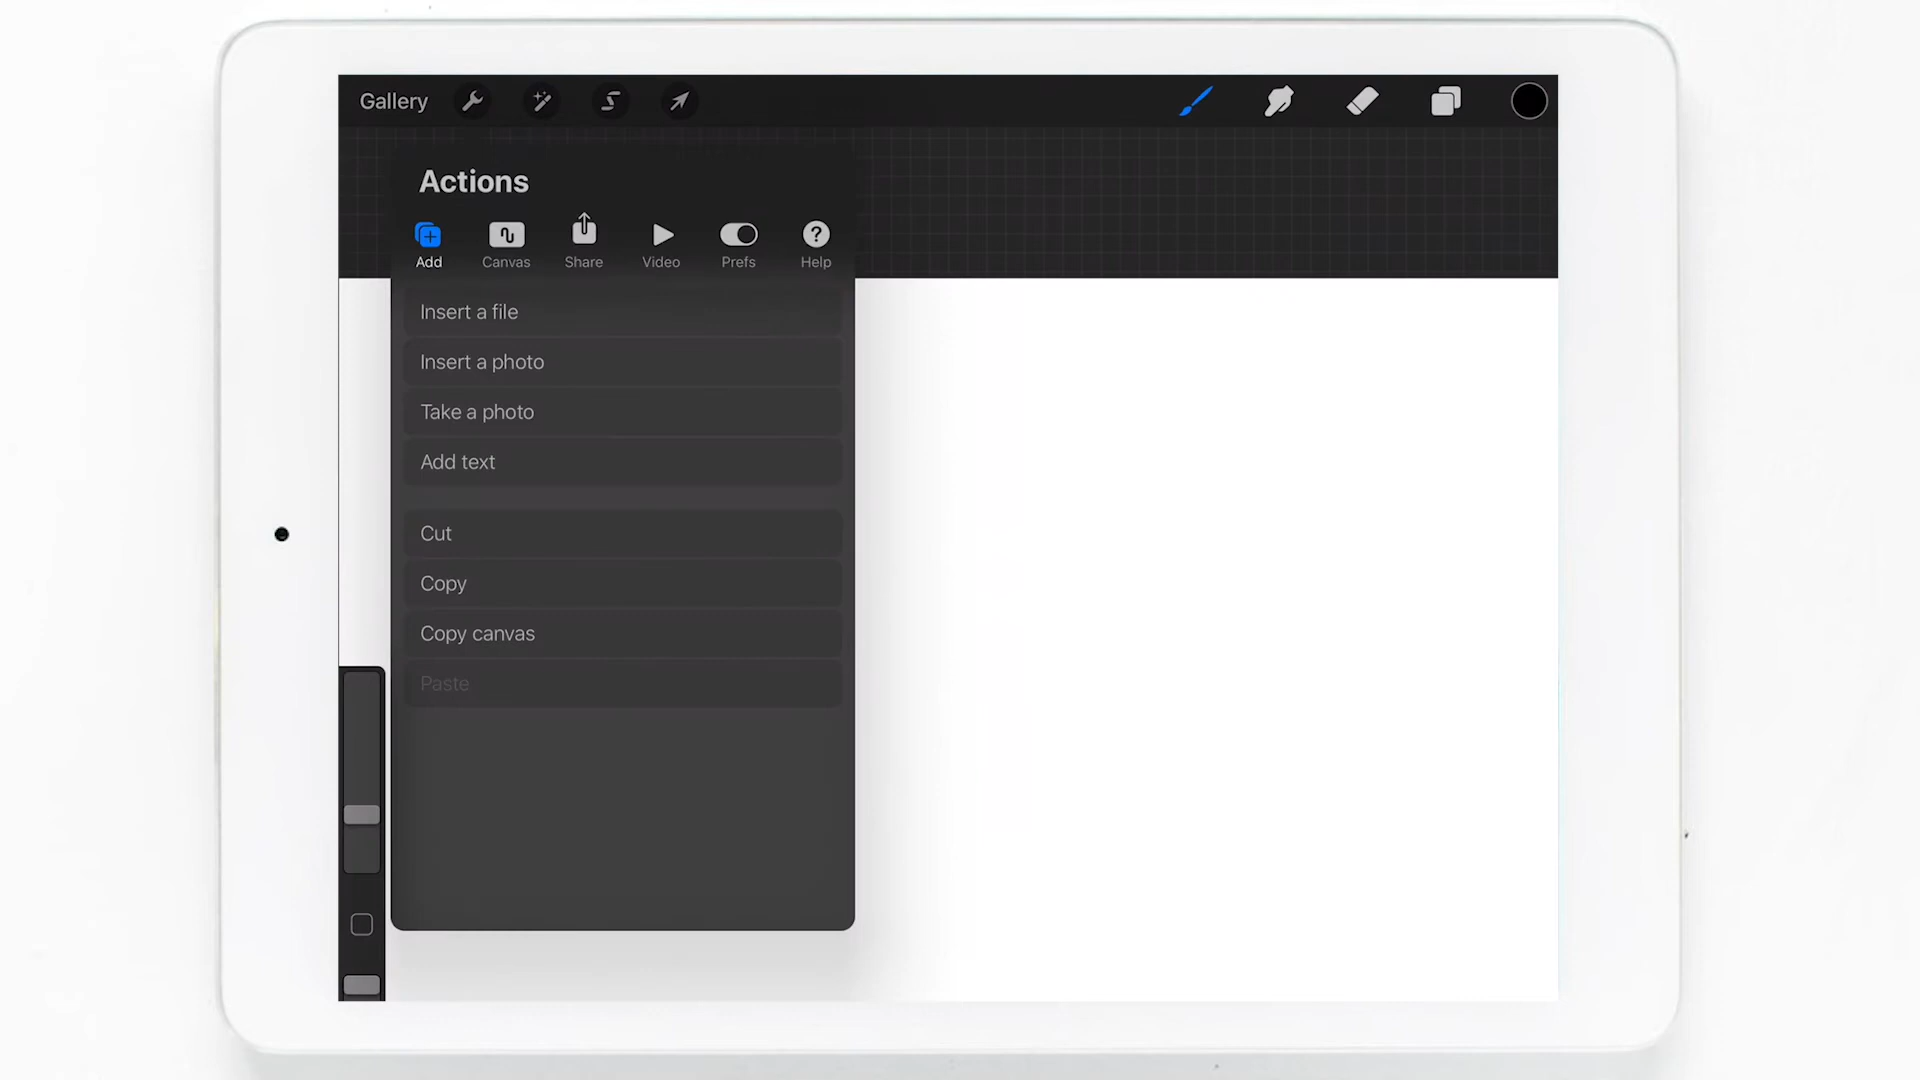 Gallery
Actions
Add Canvas Share Video Prefs Help
Insert a file
Insert a photo
Take a photo
Add text
Cut
Copy
Copy canvas
Paste